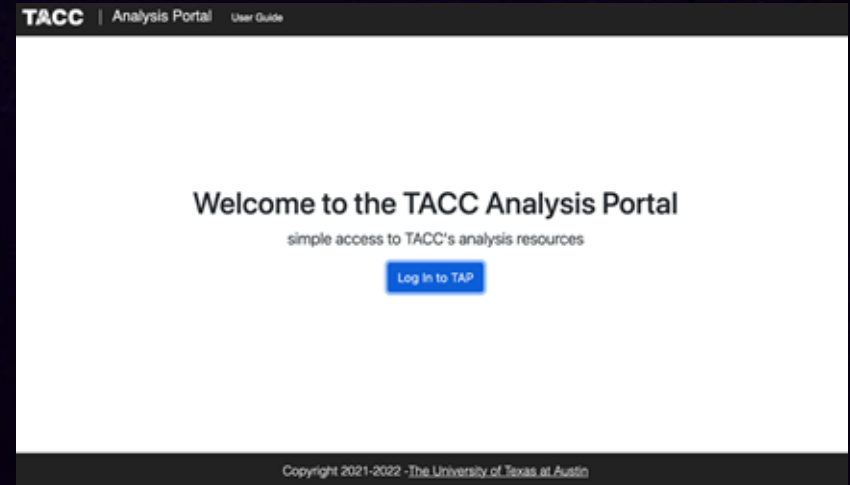 TACC | Analysis Portal User Guide
Welcome to the TACC Analysis Portal
simple access to TACC's analysis resources
Log In to TAP
Copyright 2021-2022 -The University of Texas at Austin